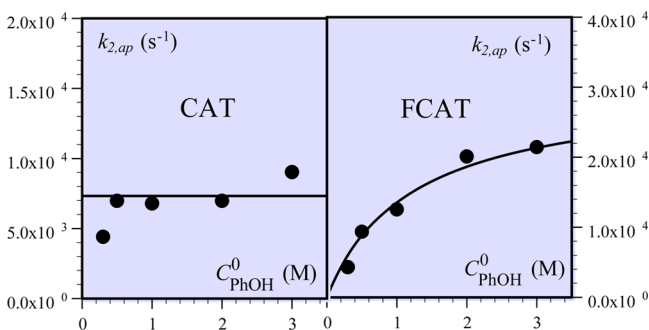 2.0x10 4
1.5x10 4
1.0x10 4
5.0x10 3
0.0x10 0
k2,ap (s-1)
CAT
C0PhOH (M)
0 1 2 3
k2,ap (s-1)
FCAT
C0PhOH (M)
0 1 2 3
4.0x10 4
3.0x10 4
2.0x10 4
1.0x10 4
0.0x10 0